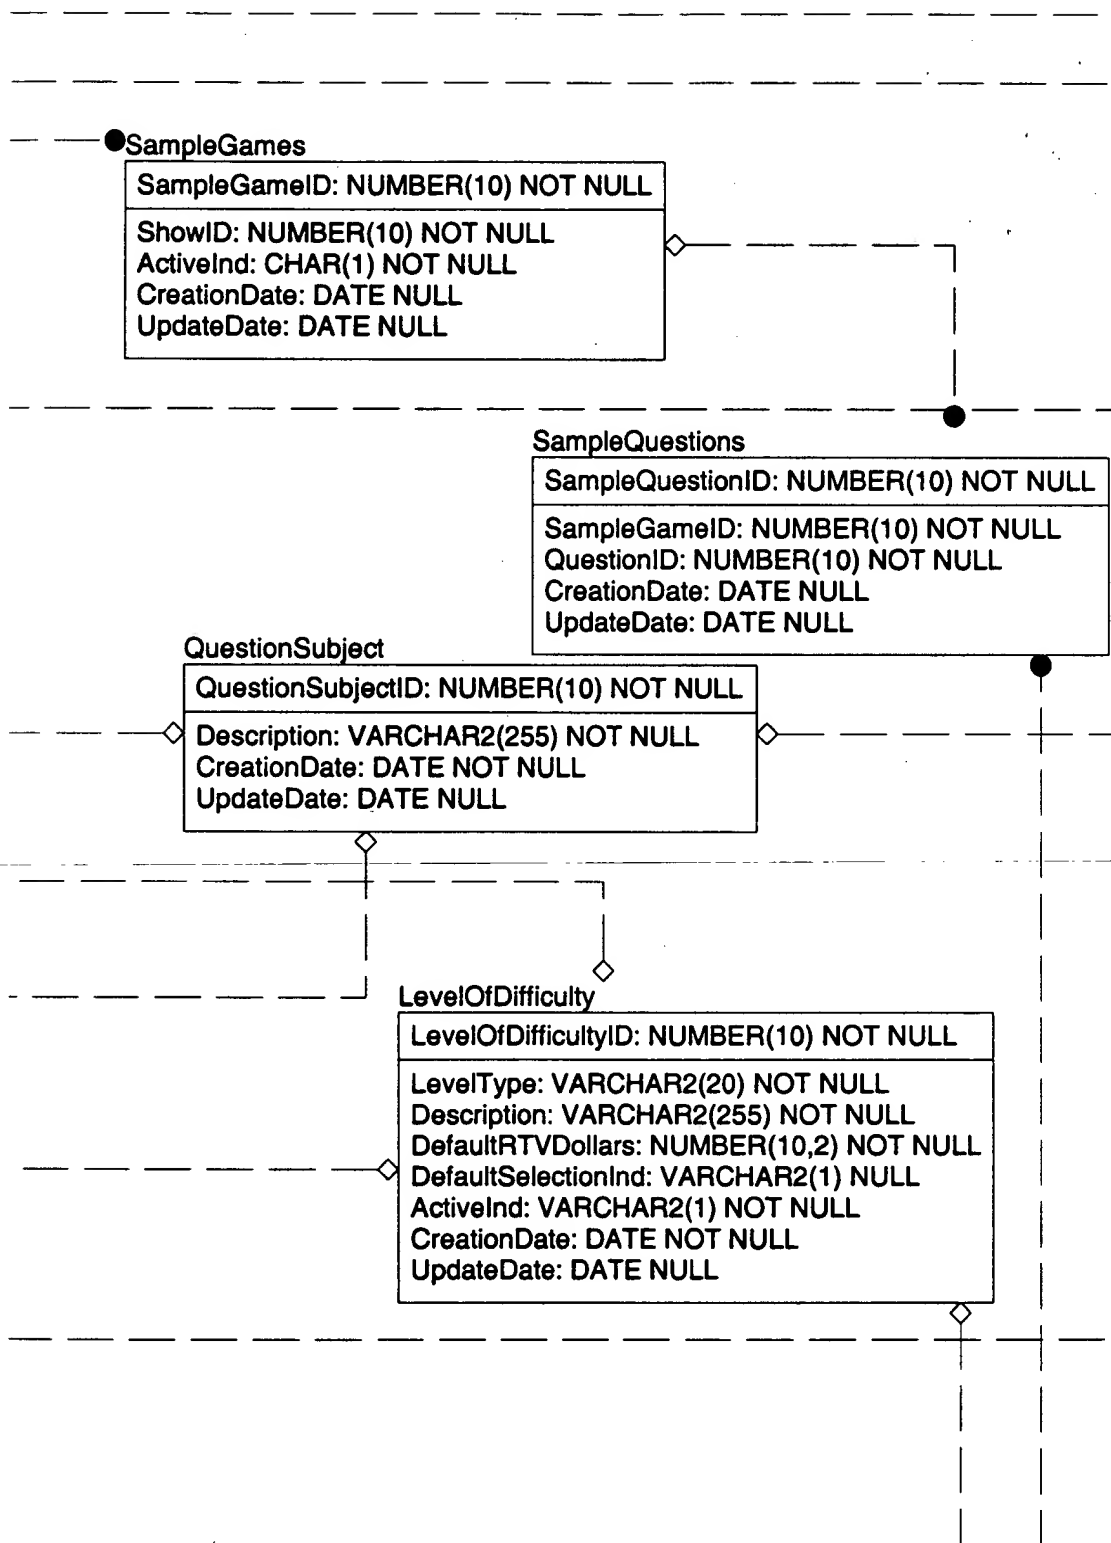 SampleGames
SampleGameID: NUMBER(10) NOT NULL
ShowID: NUMBER(10) NOT NULL
ActiveInd: CHAR(1) NOT NULL
CreationDate: DATE NULL
UpdateDate: DATE NULL
SampleQuestions
SampleQuestionID: NUMBER(10) NOT NULL
SampleGameID: NUMBER(10) NOT NULL
QuestionID: NUMBER(10) NOT NULL
CreationDate: DATE NULL
UpdateDate: DATE NULL
QuestionSubject
QuestionSubjectID: NUMBER(10) NOT NULL
Description: VARCHAR2(255) NOT NULL
CreationDate: DATE NOT NULL
UpdateDate: DATE NULL
LevelOfDifficulty
LevelOfDifficultyID: NUMBER(10) NOT NULL
LevelType: VARCHAR2(20) NOT NULL
Description: VARCHAR2(255) NOT NULL
DefaultRTVDollars: NUMBER(10,2) NOT NULL
DefaultSelectionInd: VARCHAR2(1) NULL
ActiveInd: VARCHAR2(1) NOT NULL
CreationDate: DATE NOT NULL
UpdateDate: DATE NULL